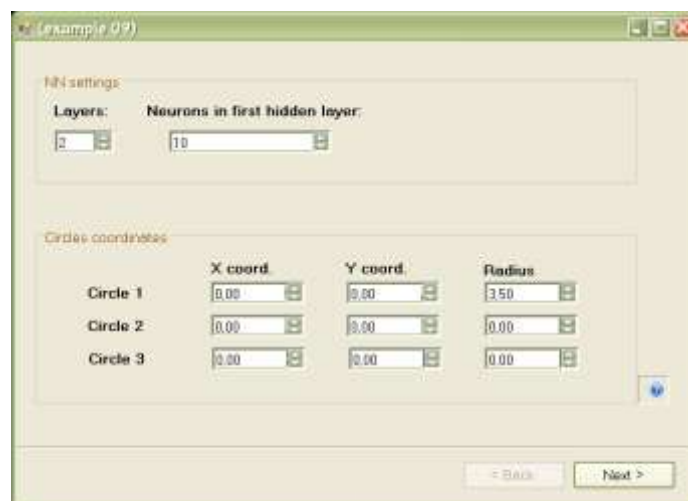 (example 09)
NN settings
Layers: Neurons in first hidden layer:
2 10
Circles coordinates
X coord. Y coord. Radius
Circle 1 0.00 0.00 3.50
Circle 2 0.00 0.00 0.00
Circle 3 0.00 0.00 0.00
< Back Next >